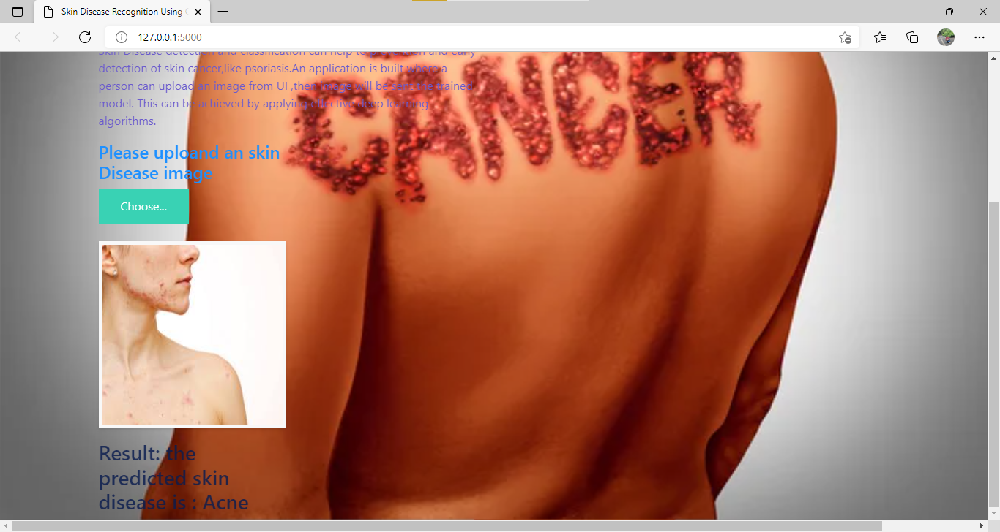 Skin Disease Recognition Using
127.0.0.1:5000
Skin Disease detection and classification can help to prevention and early
detection of skin cancer,like psoriasis.An application is built where a
person can upload an image from UI ,then image will be sent the trained
model. This can be achieved by applying effective deep learning
algorithms.
CANCER
Please uploand an skin
Disease image
Choose...
Result: the
predicted skin
disease is : Acne